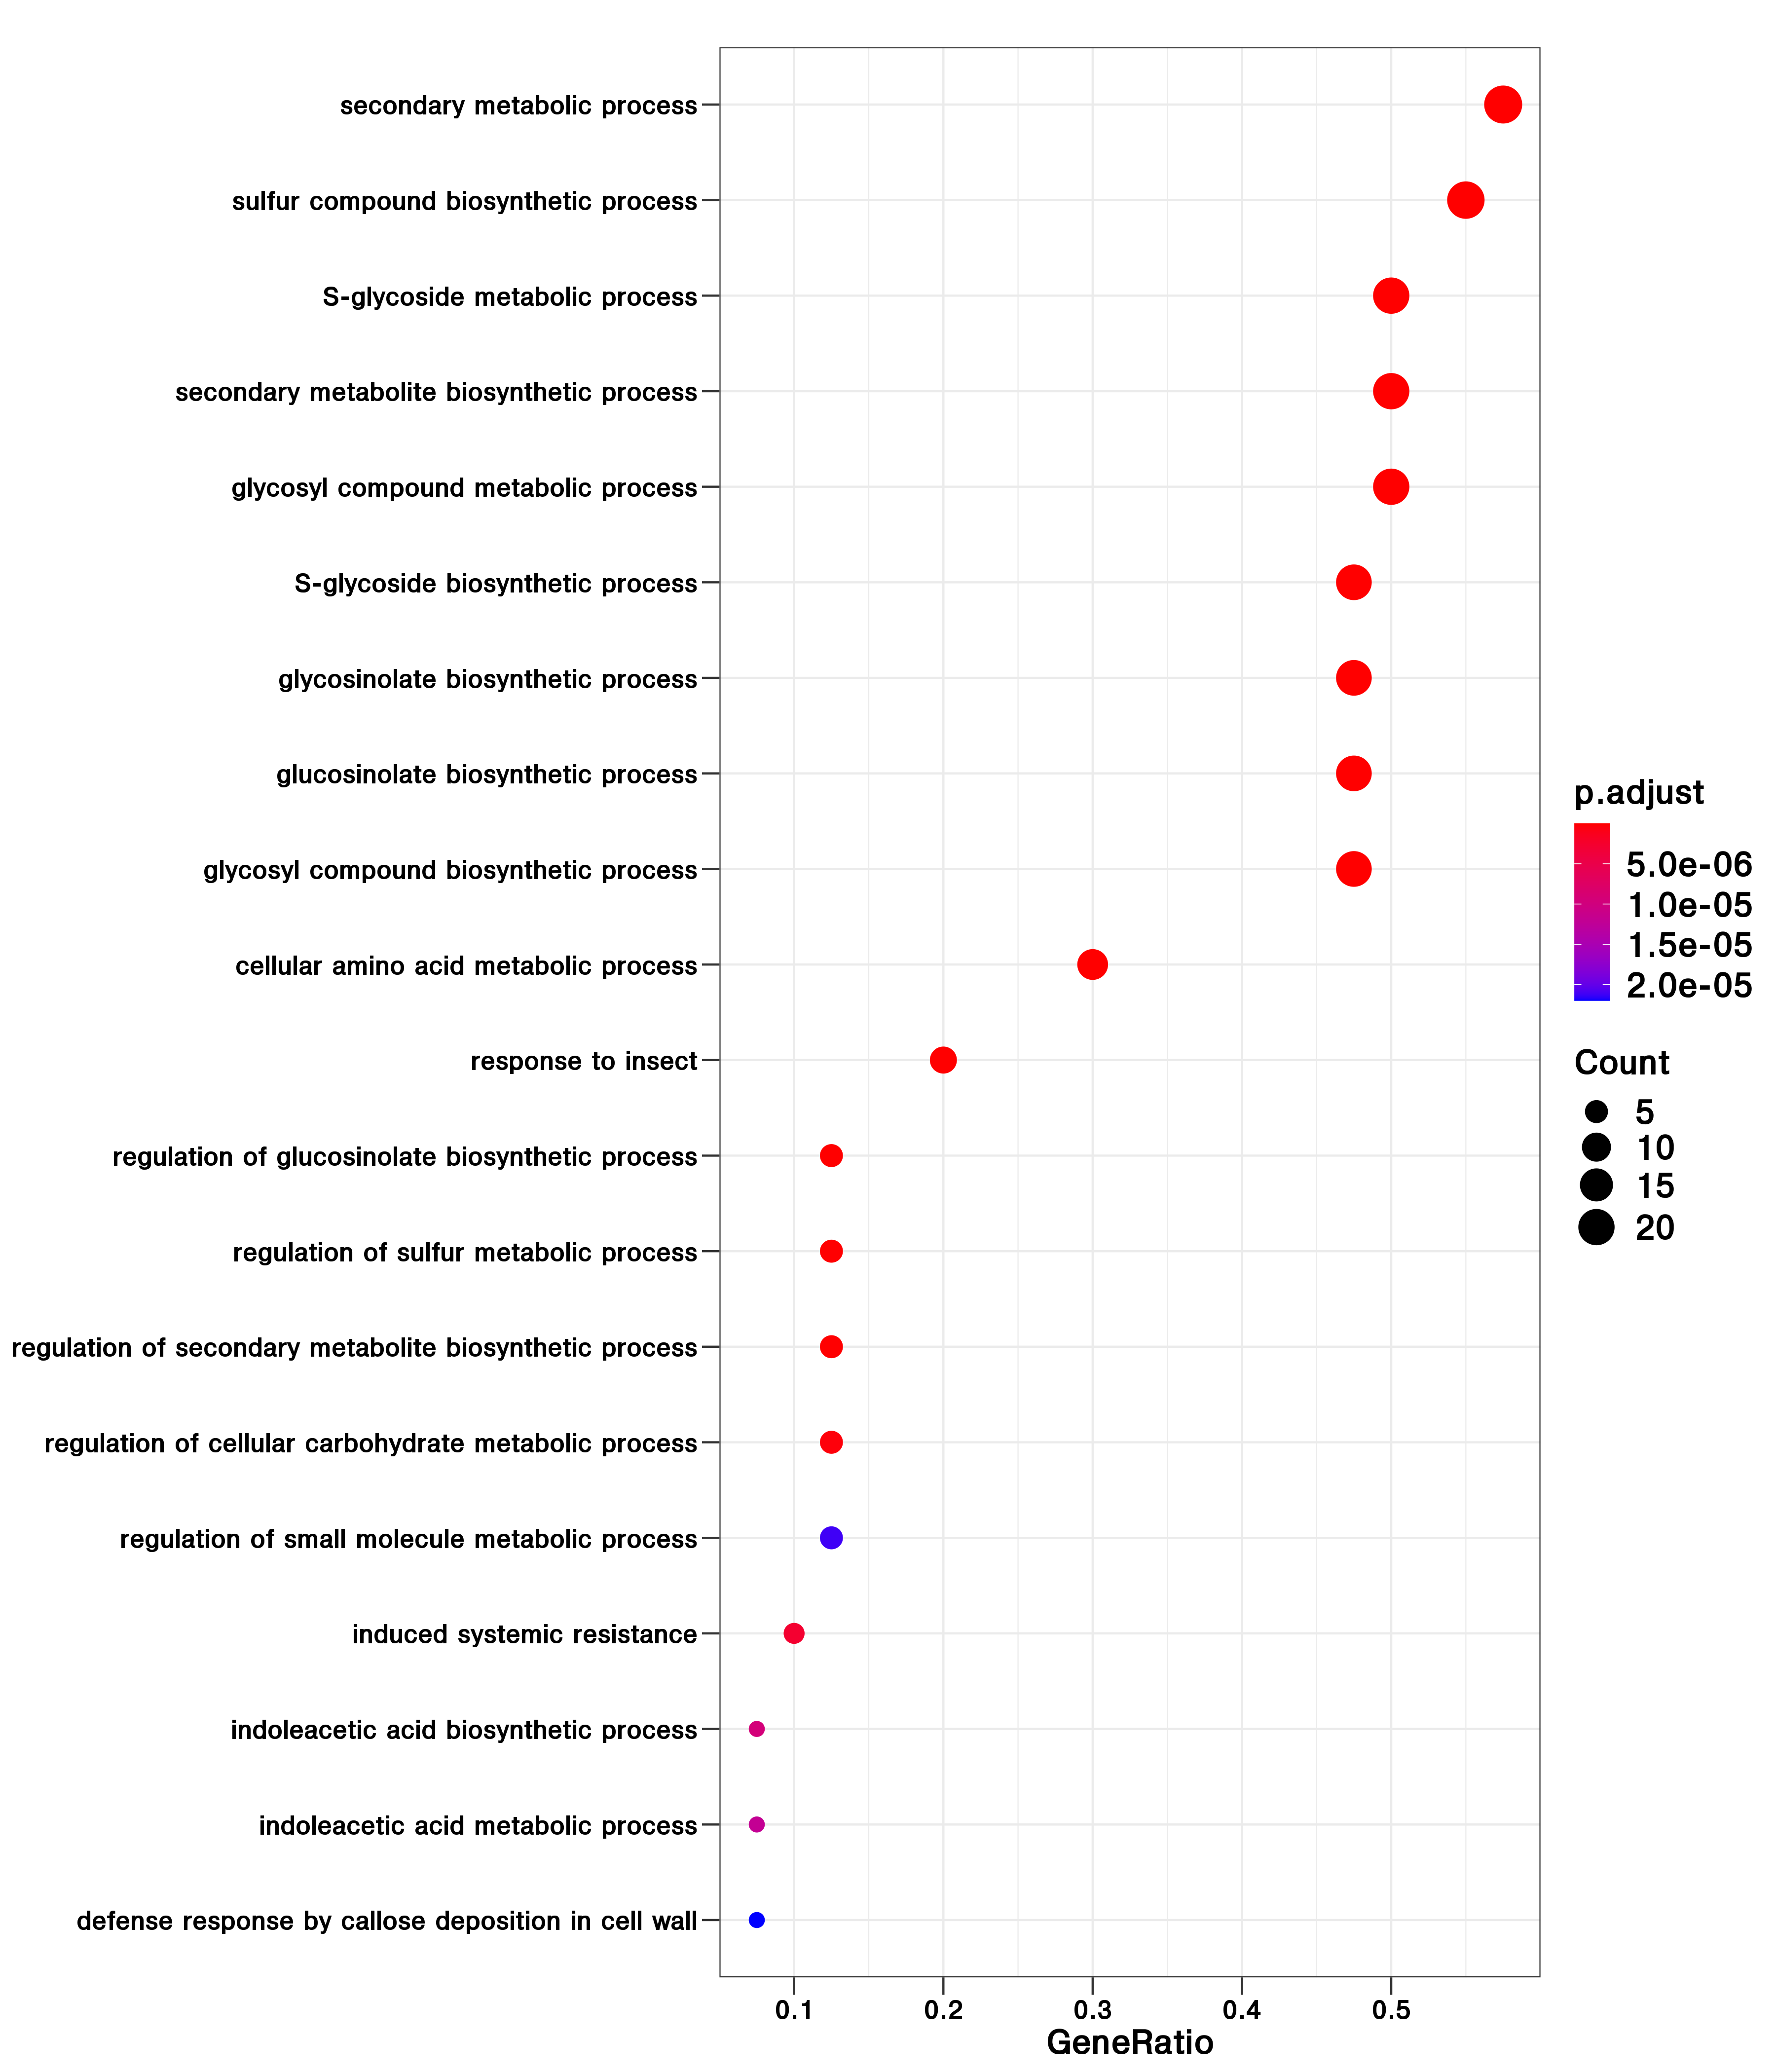 secondary metabolic process
sulfur compound biosynthetic process
S-glycoside metabolic process
secondary metabolite biosynthetic process
glycosyl compound metabolic process
S-glycoside biosynthetic process
glycosinolate biosynthetic process
glucosinolate biosynthetic process
glycosyl compound biosynthetic process
cellular amino acid metabolic process
response to insect
regulation of glucosinolate biosynthetic process
regulation of sulfur metabolic process
regulation of secondary metabolite biosynthetic process
regulation of cellular carbohydrate metabolic process
regulation of small molecule metabolic process
induced systemic resistance
indoleacetic acid biosynthetic process
indoleacetic acid metabolic process
defense response by callose deposition in cell wall
0.1 0.2 0.3 0.4 0.5
GeneRatio
p.adjust
5.0e-06
1.0e-05
1.5e-05
2.0e-05
Count
5
10
15
20